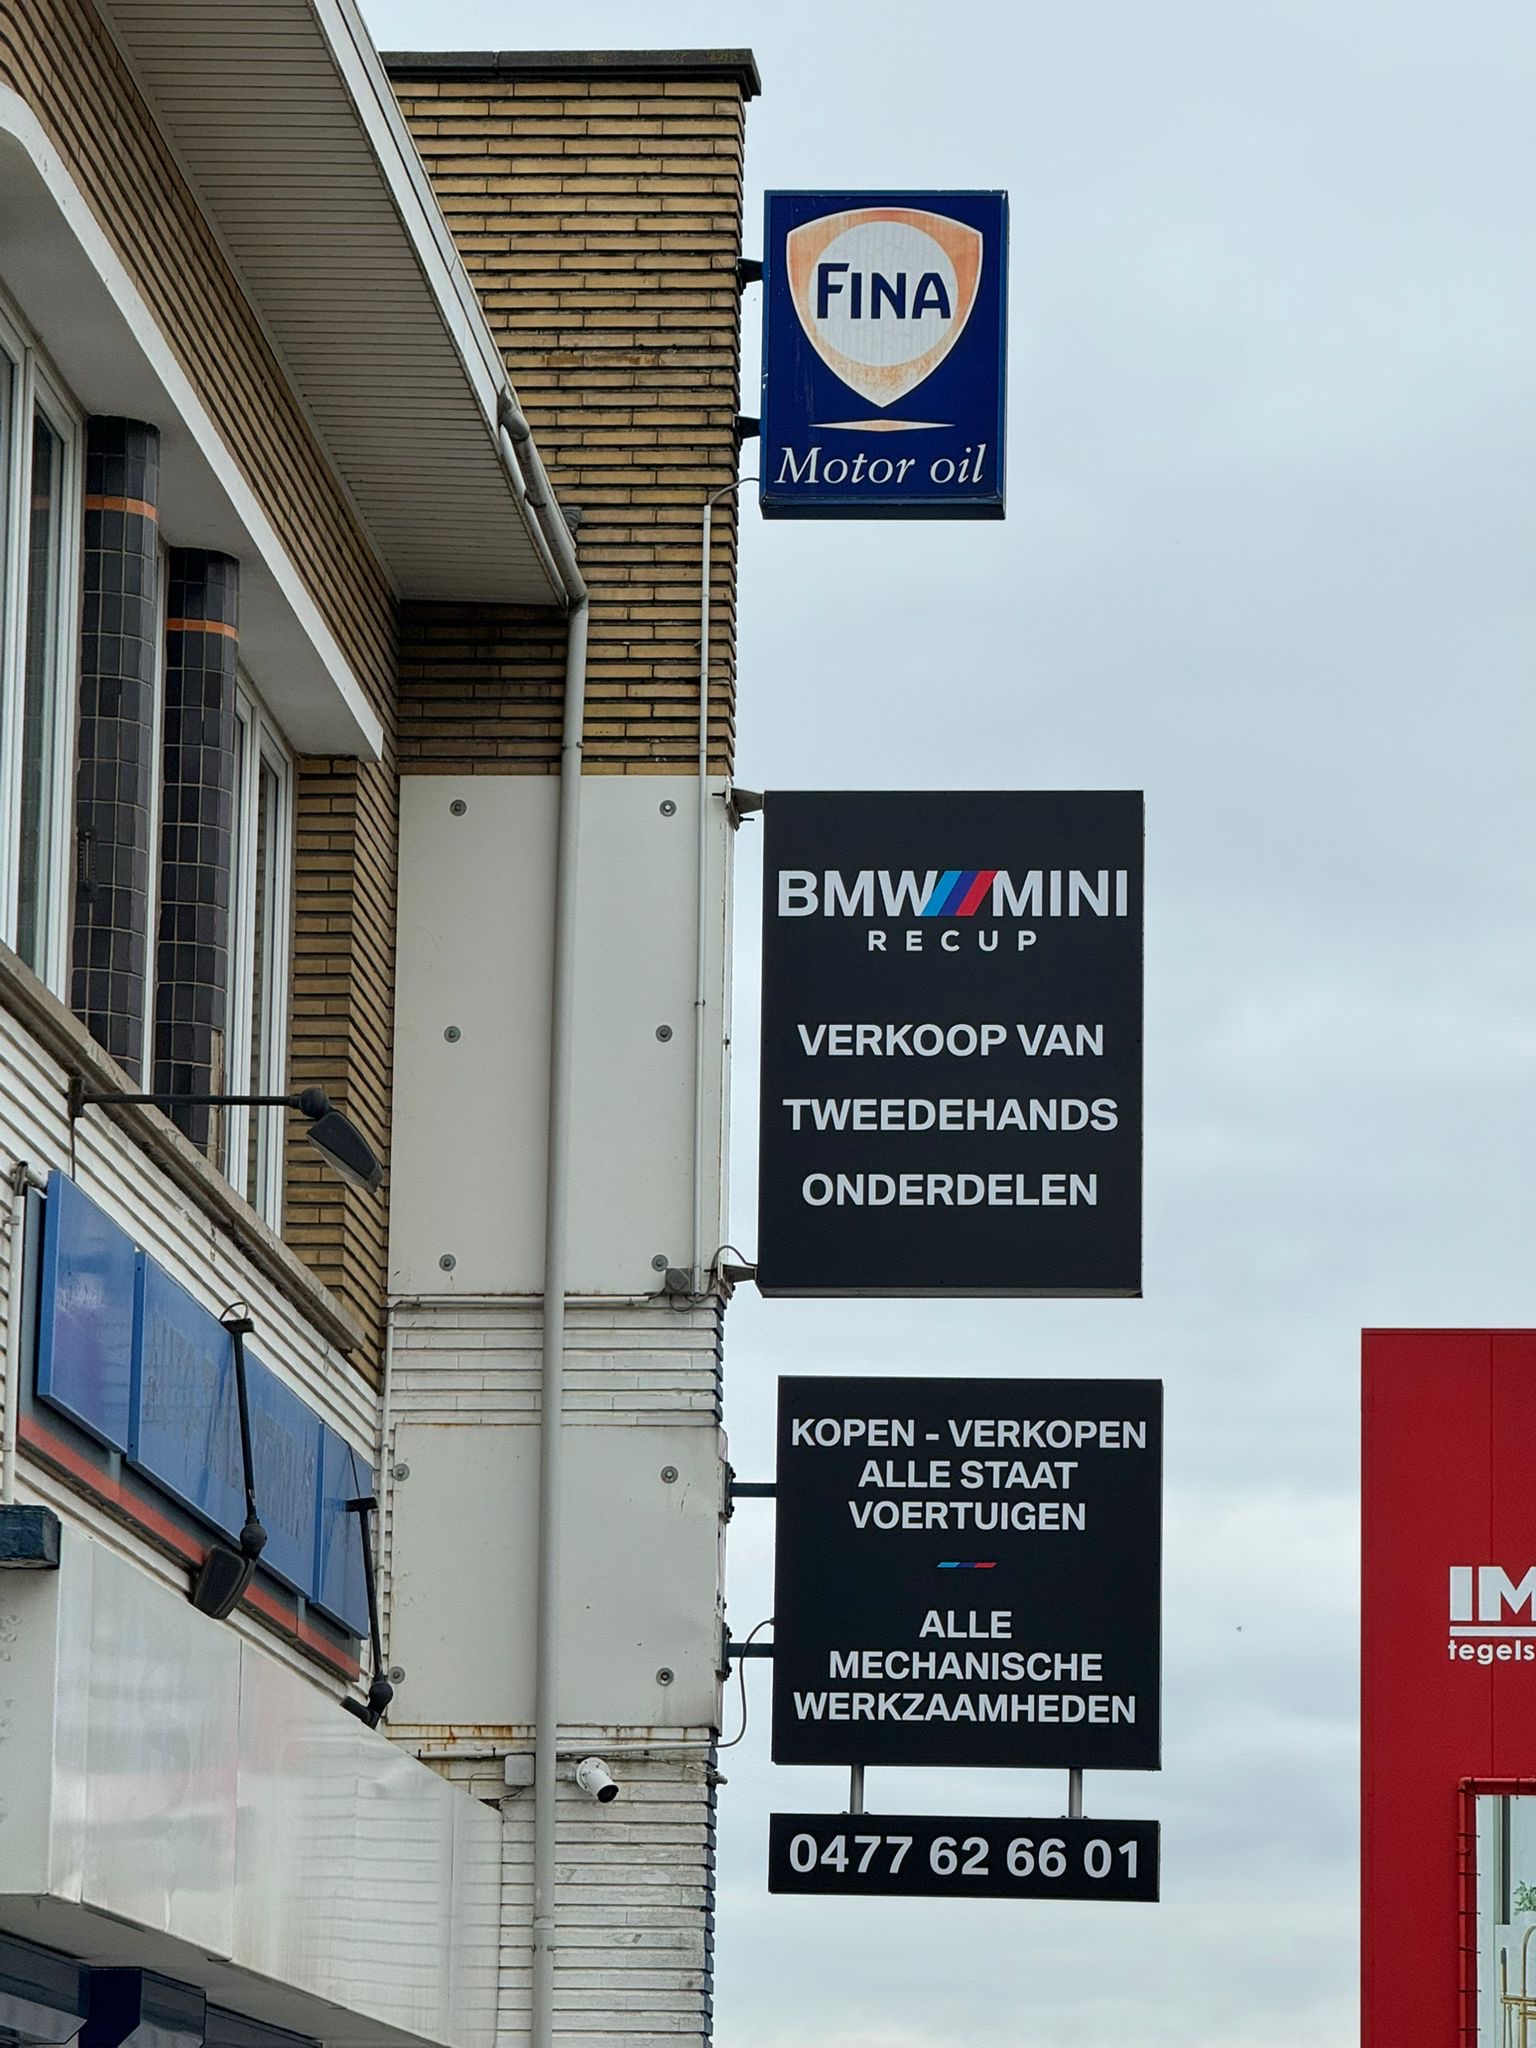 FINA
Motor oil
BMW MINI
RECUP
VERKOOP VAN
TWEEDEHANDS
ONDERDELEN
KOPEN - VERKOPEN
ALLE STAAT
VOERTUIGEN
ALLE
MECHANISCHE
WERKZAAMHEDEN
0477 62 66 01
IM
tegels